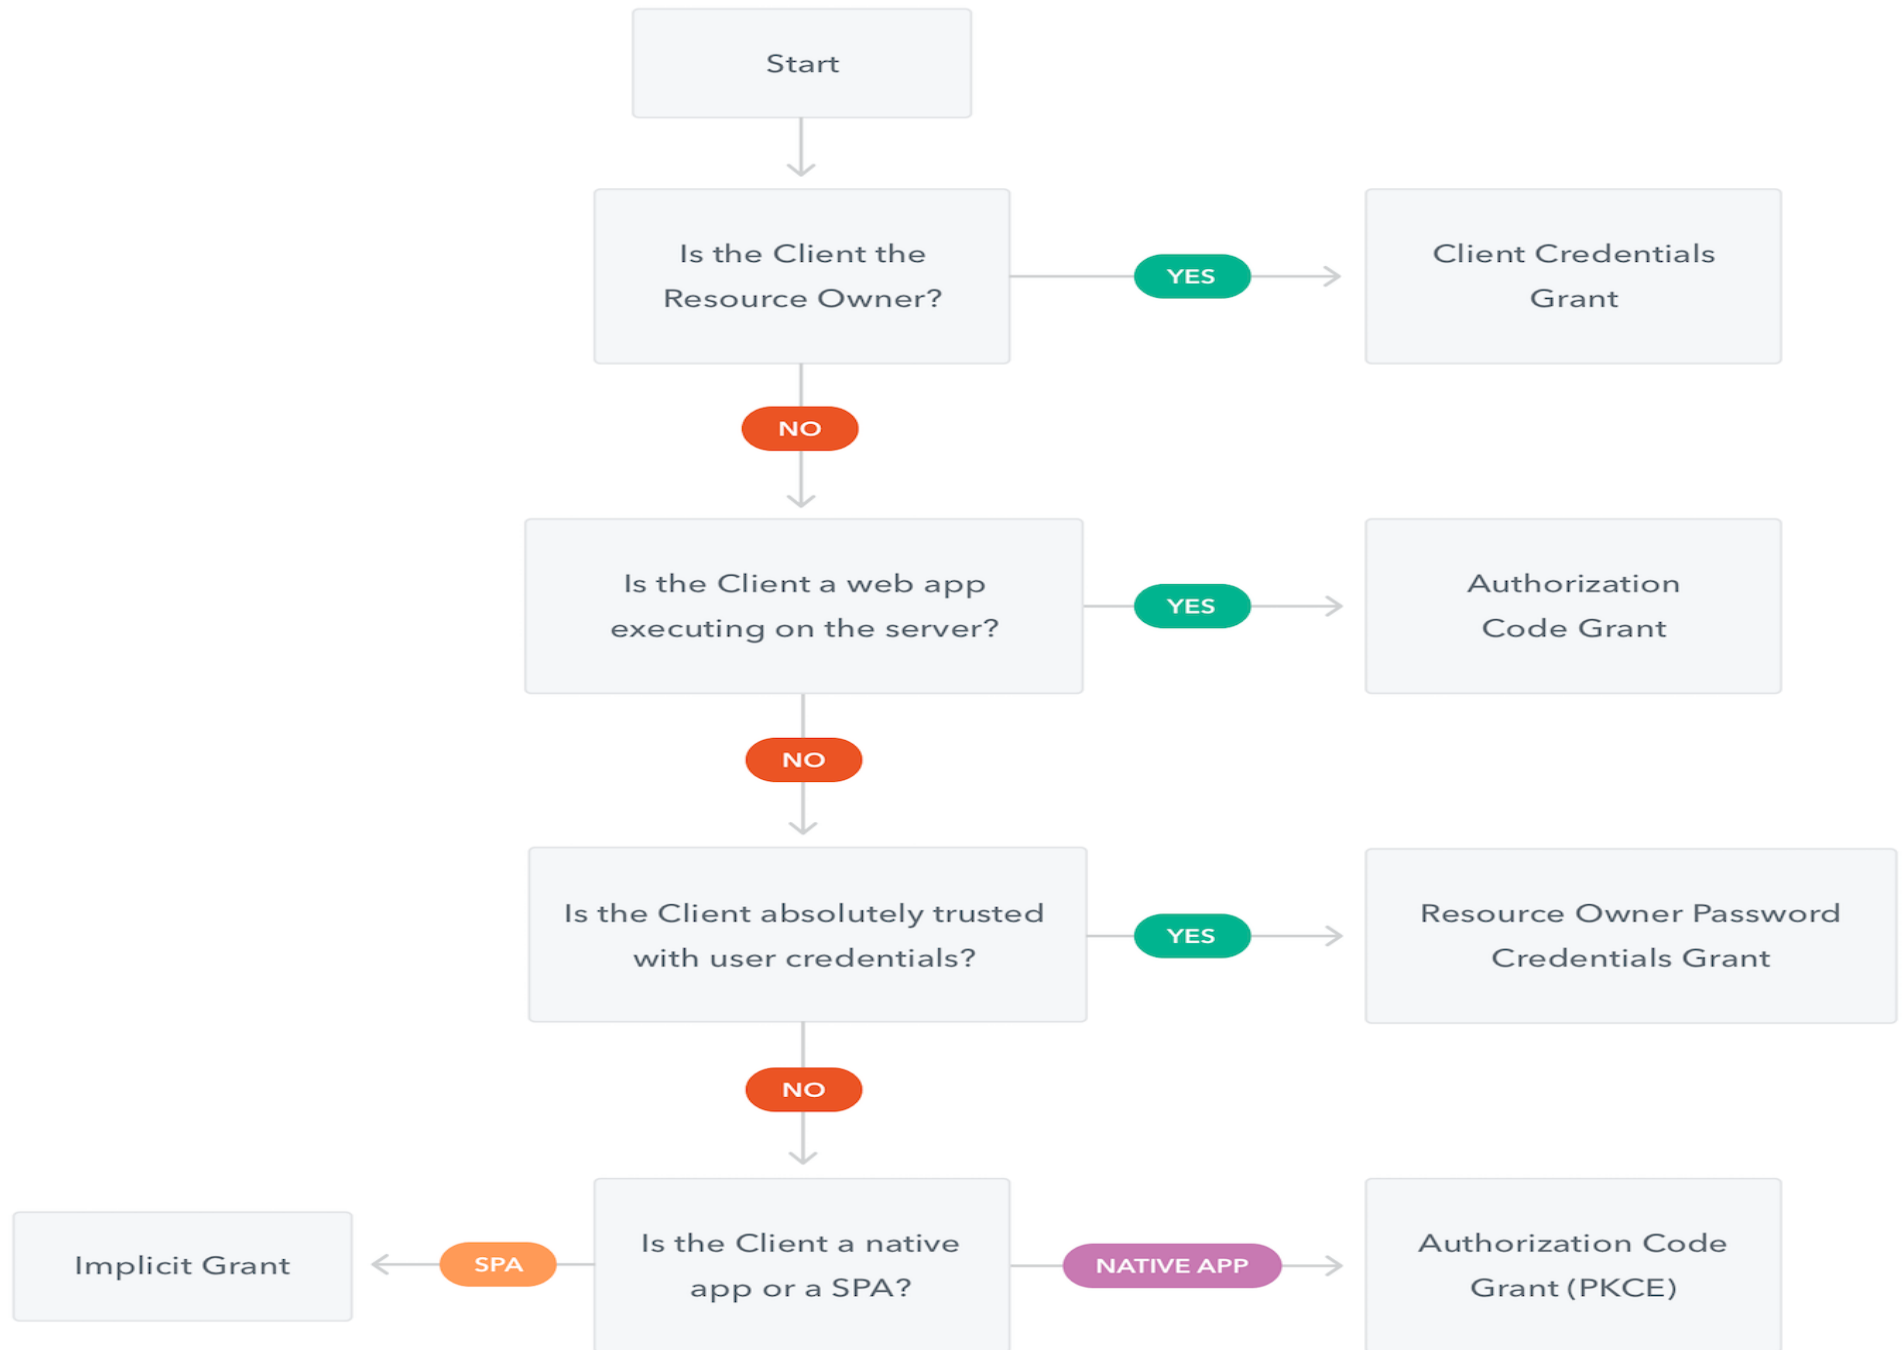 Start
Is the Client the
Resource Owner?
YES
Client Credentials
Grant
NO
Is the Client a web app
executing on the server?
YES
Authorization
Code Grant
NO
Is the Client absolutely trusted
with user credentials?
YES
Resource Owner Password
Credentials Grant
NO
Implicit Grant
SPA
Is the Client a native
app or a SPA?
NATIVE APP
Authorization Code
Grant (PKCE)